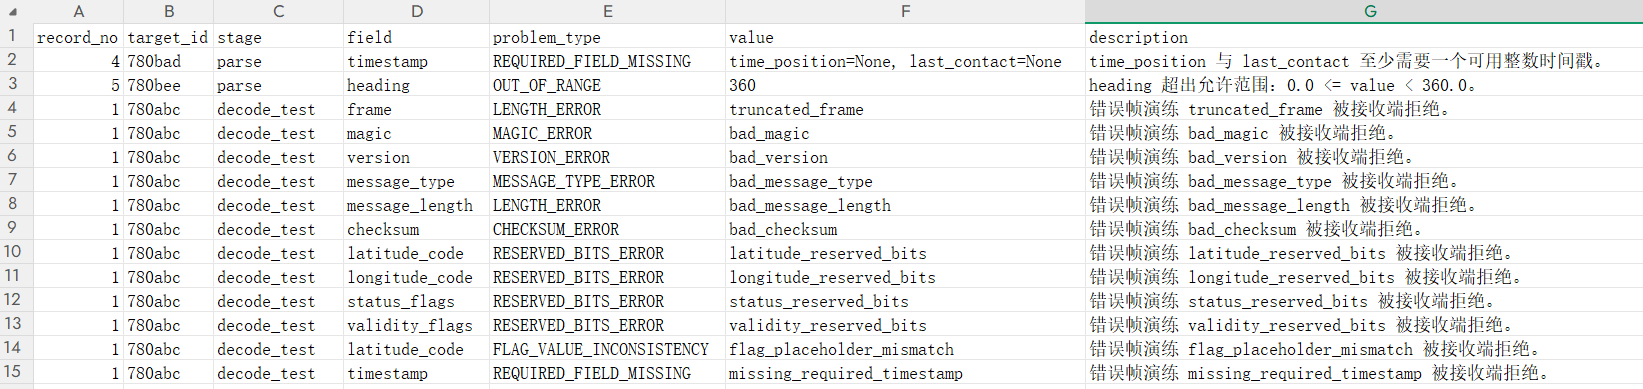 A B C D E F G
1 record_no target_id stage field problem_type value description
2 4 780bad parse timestamp REQUIRED_FIELD_MISSING time_position=None, last_contact=None time_position 与 last_contact 至少需要一个可用整数时间戳。
3 5 780bee parse heading OUT_OF_RANGE 360 heading 超出允许范围：0.0 <= value < 360.0。
4 1 780abc decode_test frame LENGTH_ERROR truncated_frame 错误帧演练 truncated_frame 被接收端拒绝。
5 1 780abc decode_test magic MAGIC_ERROR bad_magic 错误帧演练 bad_magic 被接收端拒绝。
6 1 780abc decode_test version VERSION_ERROR bad_version 错误帧演练 bad_version 被接收端拒绝。
7 1 780abc decode_test message_type MESSAGE_TYPE_ERROR bad_message_type 错误帧演练 bad_message_type 被接收端拒绝。
8 1 780abc decode_test message_length LENGTH_ERROR bad_message_length 错误帧演练 bad_message_length 被接收端拒绝。
9 1 780abc decode_test checksum CHECKSUM_ERROR bad_checksum 错误帧演练 bad_checksum 被接收端拒绝。
10 1 780abc decode_test latitude_code RESERVED_BITS_ERROR latitude_reserved_bits 错误帧演练 latitude_reserved_bits 被接收端拒绝。
11 1 780abc decode_test longitude_code RESERVED_BITS_ERROR longitude_reserved_bits 错误帧演练 longitude_reserved_bits 被接收端拒绝。
12 1 780abc decode_test status_flags RESERVED_BITS_ERROR status_reserved_bits 错误帧演练 status_reserved_bits 被接收端拒绝。
13 1 780abc decode_test validity_flags RESERVED_BITS_ERROR validity_reserved_bits 错误帧演练 validity_reserved_bits 被接收端拒绝。
14 1 780abc decode_test latitude_code FLAG_VALUE_INCONSISTENCY flag_placeholder_mismatch 错误帧演练 flag_placeholder_mismatch 被接收端拒绝。
15 1 780abc decode_test timestamp REQUIRED_FIELD_MISSING missing_required_timestamp 错误帧演练 missing_required_timestamp 被接收端拒绝。